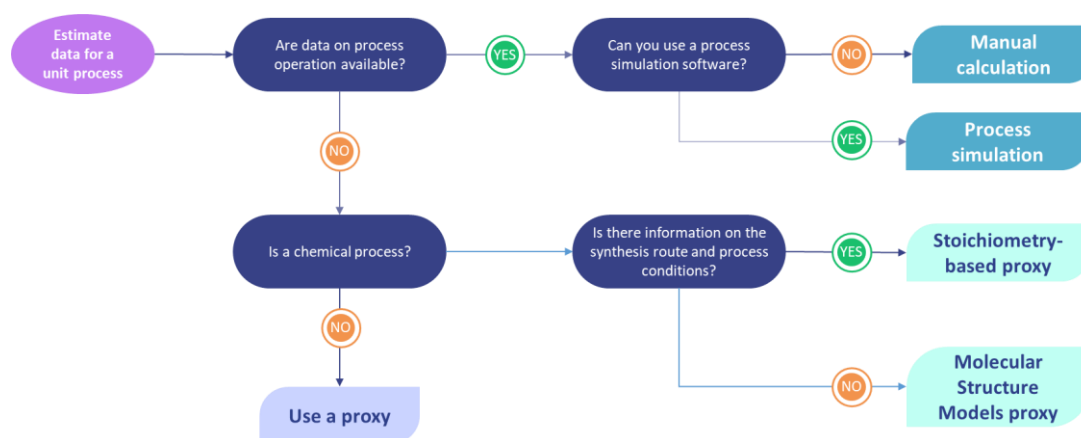 Estimate
data for a
unit process
Are data on process
operation available?
YES
Can you use a process
simulation software?
NO
Manual
calculation
YES
Process
simulation
NO
Is a chemical process?
Is there information on the
synthesis route and process
conditions?
YES
Stoichiometry-
based proxy
NO
Use a proxy
NO
Molecular
Structure
Models proxy